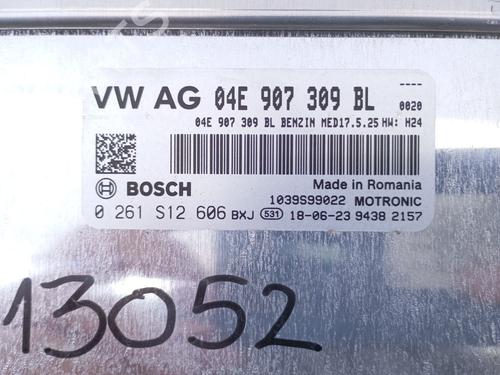 VW AG 04E 907 309 BL 0020
04E 907 309 BL BENZIN MED17.5.25 HW: H24
BOSCH
Made in Romania
1039S99022 MOTRONIC
0 261 S12 606 BXJ 531 18-06-23 9438 2157
13052